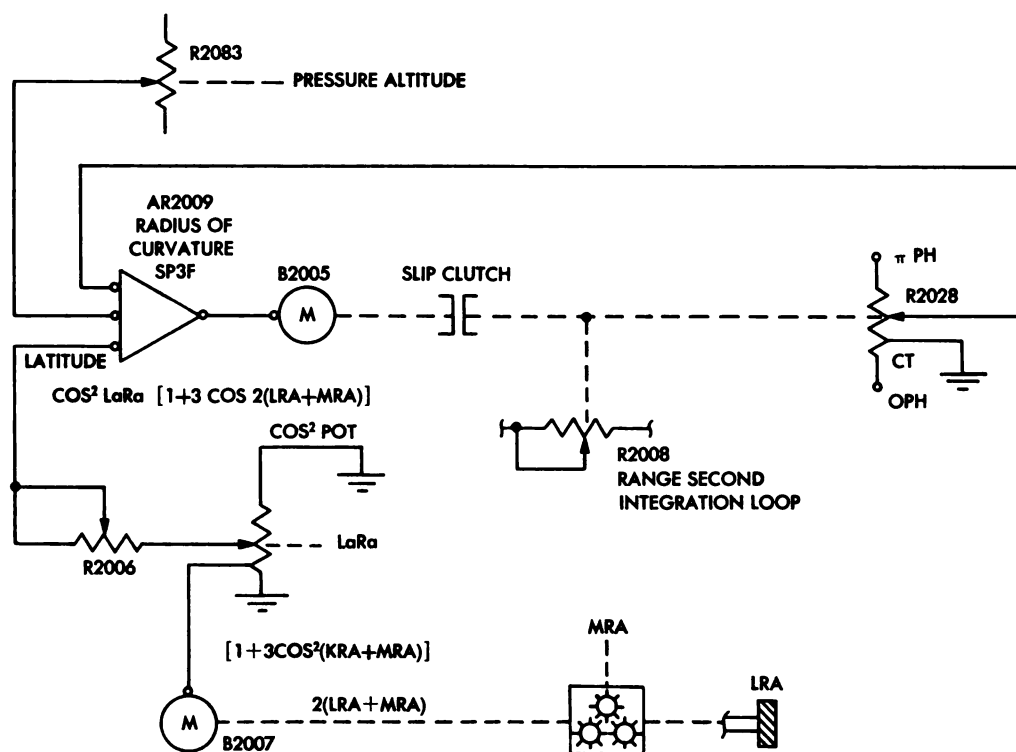 R2083
PRESSURE ALTITUDE
AR2009
RADIUS OF
CURVATURE
SP3F
B2005
M
SLIP CLUTCH
π PH
R2028
CT
OPH
LATITUDE
COS² LaRa [1+3 COS 2(LRA+MRA)]
COS² POT
R2008
RANGE SECOND
INTEGRATION LOOP
LaRa
R2006
[1+3COS²(KRA+MRA)]
MRA
LRA
2(LRA+MRA)
M
B2007